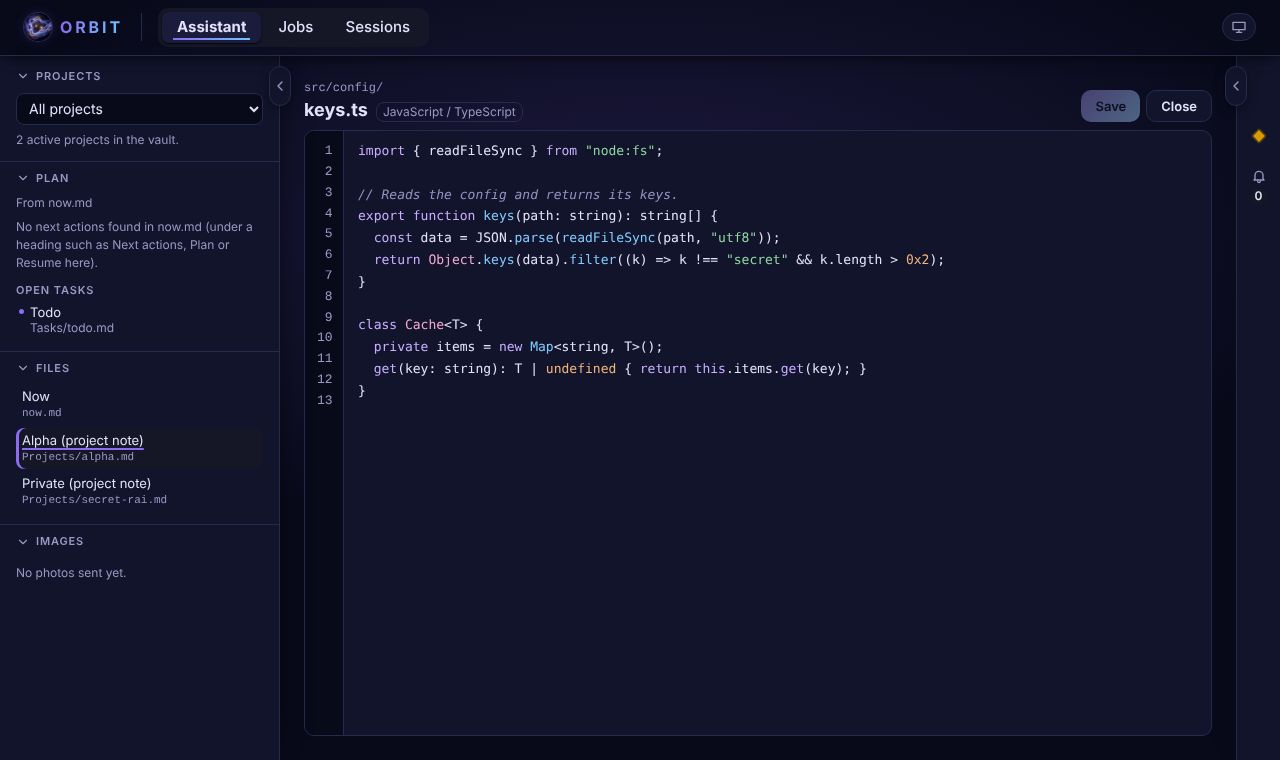 ORBIT
Assistant
Jobs
Sessions
PROJECTS
All projects
2 active projects in the vault.
PLAN
From now.md
No next actions found in now.md (under a
heading such as Next actions, Plan or
Resume here).
OPEN TASKS
Todo
Tasks/todo.md
FILES
Now
now.md
Alpha (project note)
Projects/alpha.md
Private (project note)
Projects/secret-rai.md
IMAGES
No photos sent yet.
src/config/
keys.ts
JavaScript / TypeScript
Save
Close
1 import { readFileSync } from "node:fs";
2
3 // Reads the config and returns its keys.
4 export function keys(path: string): string[] {
5   const data = JSON.parse(readFileSync(path, "utf8"));
6   return Object.keys(data).filter((k) => k !== "secret" && k.length > 0x2);
7 }
8
9 class Cache<T> {
10   private items = new Map<string, T>();
11   get(key: string): T | undefined { return this.items.get(key); }
12 }
13
0